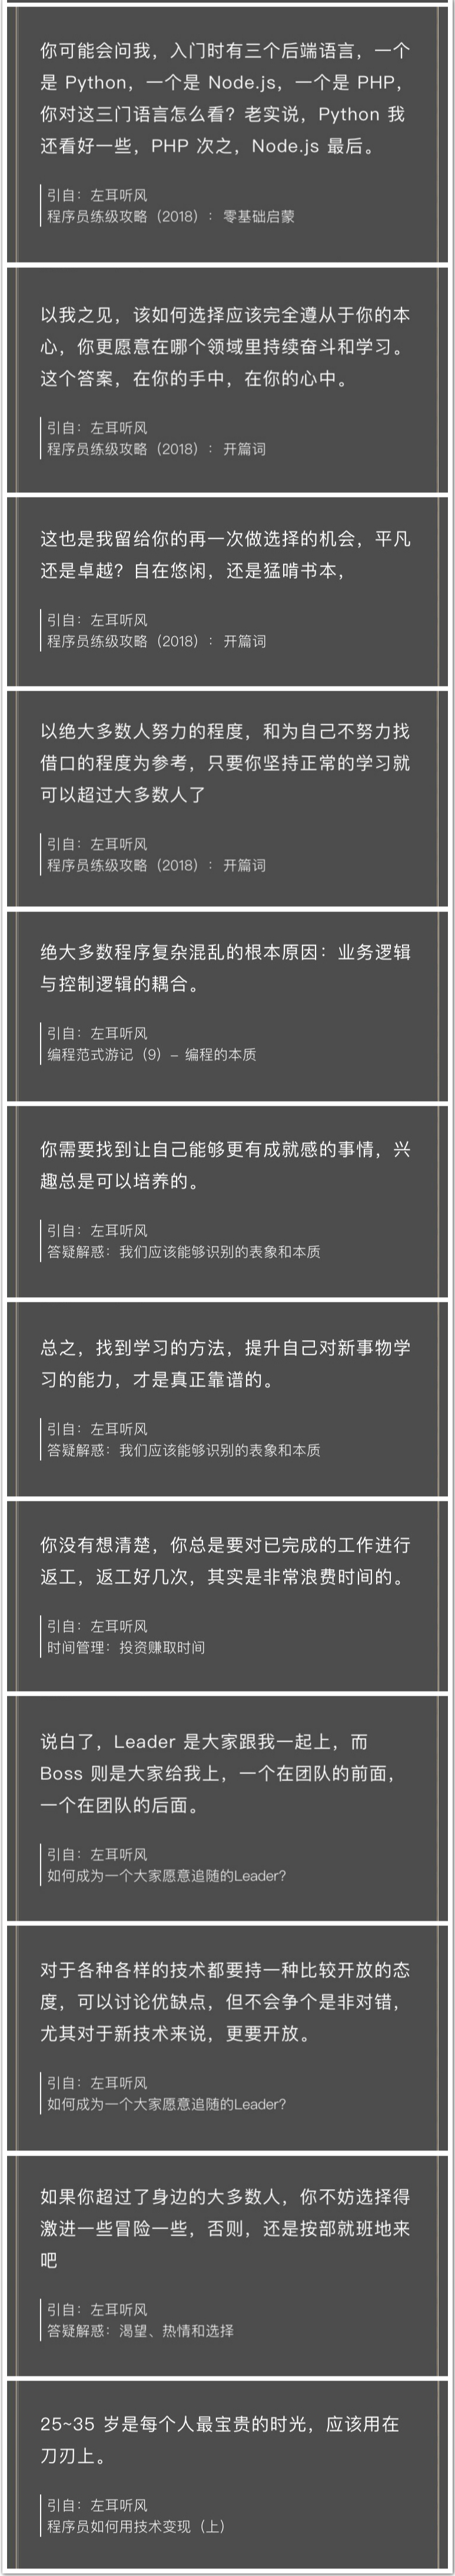 你可能会问我，入门时有三个后端语言，一个
是 Python，一个是 Node.js，一个是 PHP，
你对这三门语言怎么看？老实说，Python 我
还看好一些，PHP 次之，Node.js 最后。
引自：左耳听风
程序员练级攻略（2018）：零基础启蒙
以我之见，该如何选择应该完全遵从于你的本
心，你更愿意在哪个领域里持续奋斗和学习。
这个答案，在你的手中，在你的心中。
引自：左耳听风
程序员练级攻略（2018）：开篇词
这也是我留给你的再一次做选择的机会，平凡
还是卓越？自在悠闲，还是猛啃书本，
引自：左耳听风
程序员练级攻略（2018）：开篇词
以绝大多数人努力的程度，和为自己不努力找
借口的程度为参考，只要你坚持正常的学习就
可以超过大多数人了
引自：左耳听风
程序员练级攻略（2018）：开篇词
绝大多数程序复杂混乱的根本原因：业务逻辑
与控制逻辑的耦合。
引自：左耳听风
编程范式游记（9）- 编程的本质
你需要找到让自己能够更有成就感的事情，兴
趣总是可以培养的。
引自：左耳听风
答疑解惑：我们应该能够识别的表象和本质
总之，找到学习的方法，提升自己对新事物学
习的能力，才是真正靠谱的。
引自：左耳听风
答疑解惑：我们应该能够识别的表象和本质
你没有想清楚，你总是要对已完成的工作进行
返工，返工好几次，其实是非常浪费时间的。
引自：左耳听风
时间管理：投资赚取时间
说白了，Leader 是大家跟我一起上，而
Boss 则是大家给我上，一个在团队的前面，
一个在团队的后面。
引自：左耳听风
如何成为一个大家愿意追随的Leader？
对于各种各样的技术都要持一种比较开放的态
度，可以讨论优缺点，但不会争个是非对错，
尤其对于新技术来说，更要开放。
引自：左耳听风
如何成为一个大家愿意追随的Leader？
如果你超过了身边的大多数人，你不妨选择得
激进一些冒险一些，否则，还是按部就班地来
吧
引自：左耳听风
答疑解惑：渴望、热情和选择
25~35 岁是每个人最宝贵的时光，应该用在
刀刃上。
引自：左耳听风
程序员如何用技术变现（上）